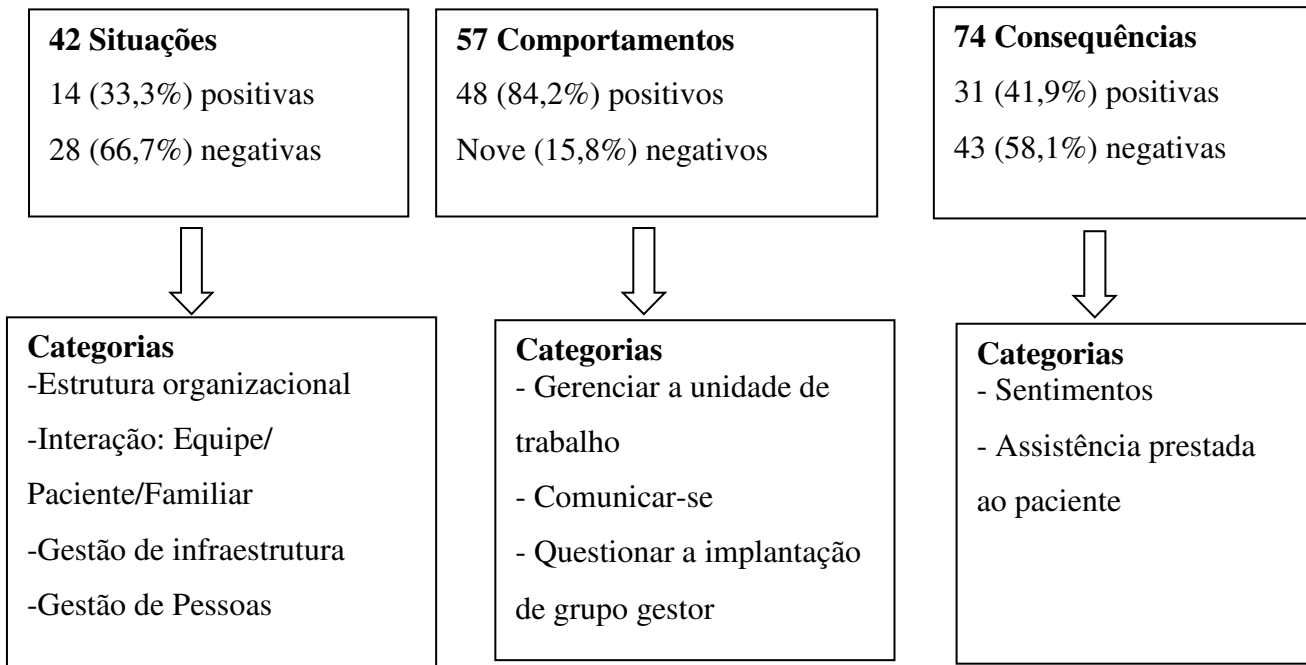 42 Situações
14 (33,3%) positivas
28 (66,7%) negativas
57 Comportamentos
48 (84,2%) positivos
Nove (15,8%) negativos
74 Consequências
31 (41,9%) positivas
43 (58,1%) negativas
Categorias
-Estrutura organizacional
-Interação: Equipe/
Paciente/Familiar
-Gestão de infraestrutura
-Gestão de Pessoas
Categorias
- Gerenciar a unidade de
trabalho
- Comunicar-se
- Questionar a implantação
de grupo gestor
Categorias
- Sentimentos
- Assistência prestada
ao paciente